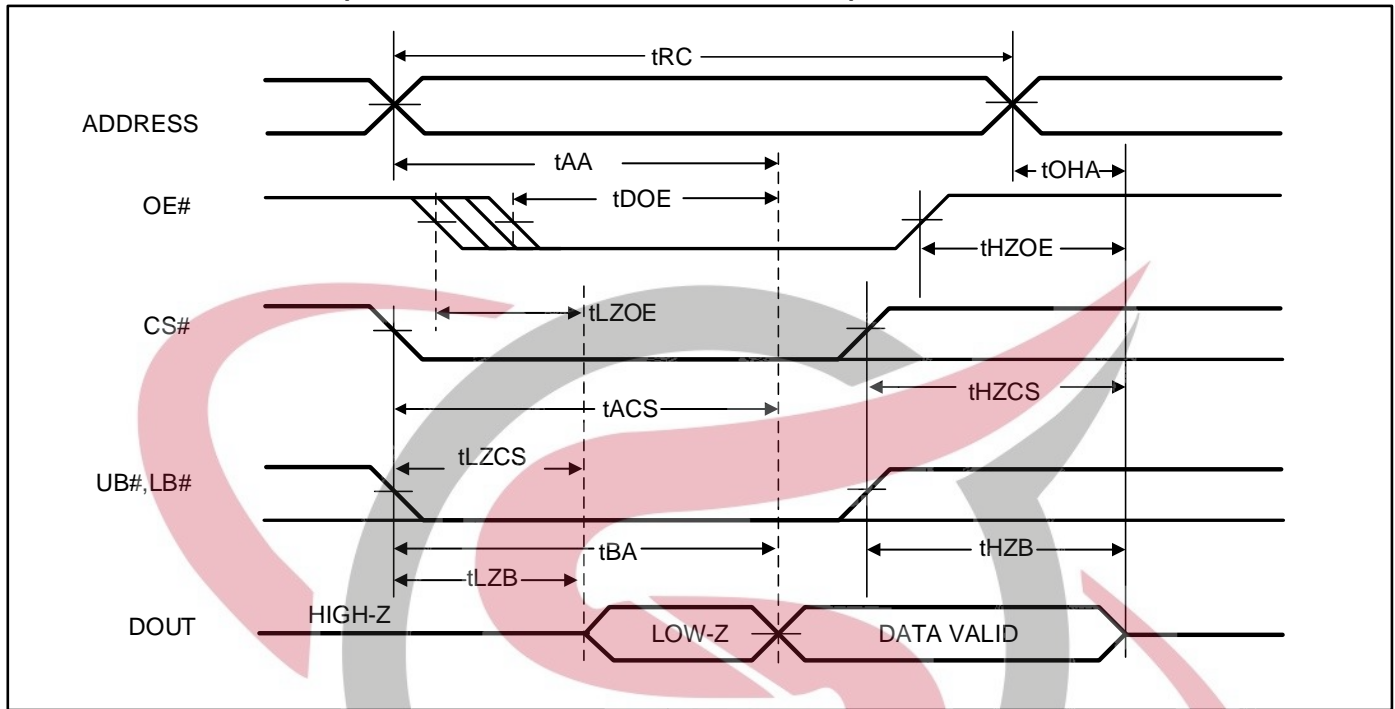 tRC
ADDRESS
tAA
tOHA
OE#
tDOE
tHZOE
CS#
tLZOE
tHZCS
tACS
tLZCS
UB#,LB#
tBA
tHZB
tLZB
HIGH-Z
DOUT
LOW-Z
DATA VALID